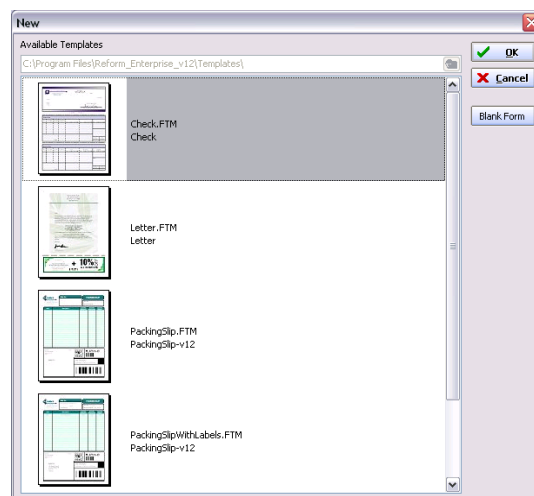 New
Available Templates
C:\Program Files\Reform_Enterprise_v12\Templates\
OK
Cancel
Blank Form
Check.FTM
Check
Letter.FTM
Letter
+ 10%
PackingSlip.FTM
PackingSlip-v12
PackingSlipWithLabels.FTM
PackingSlip-v12